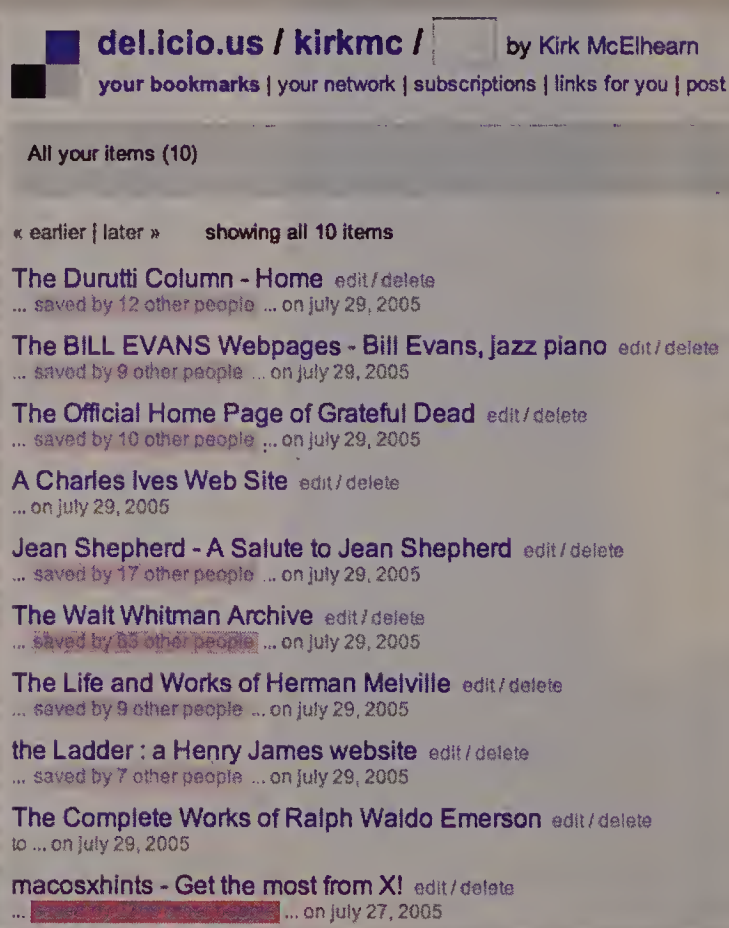 del.icio.us / kirkmc / by Kirk McElhearn
your bookmarks | your network | subscriptions | links for you | post
All your items (10)
« earlier | later » showing all 10 items
The Durutti Column - Home edit / delete
... saved by 12 other people ... on july 29, 2005
The BILL EVANS Webpages - Bill Evans, jazz piano edit / delete
... saved by 9 other people ... on july 29, 2005
The Official Home Page of Grateful Dead edit / delete
... saved by 10 other people ... on july 29, 2005
A Charles Ives Web Site edit / delete
... on july 29, 2005
Jean Shepherd - A Salute to Jean Shepherd edit / delete
... saved by 17 other people ... on july 29, 2005
The Walt Whitman Archive edit / delete
... saved by other people ... on july 29, 2005
The Life and Works of Herman Melville edit / delete
... saved by 9 other people ... on july 29, 2005
the Ladder : a Henry James website edit / delete
... saved by 7 other people ... on july 29, 2005
The Complete Works of Ralph Waldo Emerson edit / delete
to ... on july 29, 2005
macosxhints - Get the most from X! edit / delete
... saved by other people ... on july 27, 2005